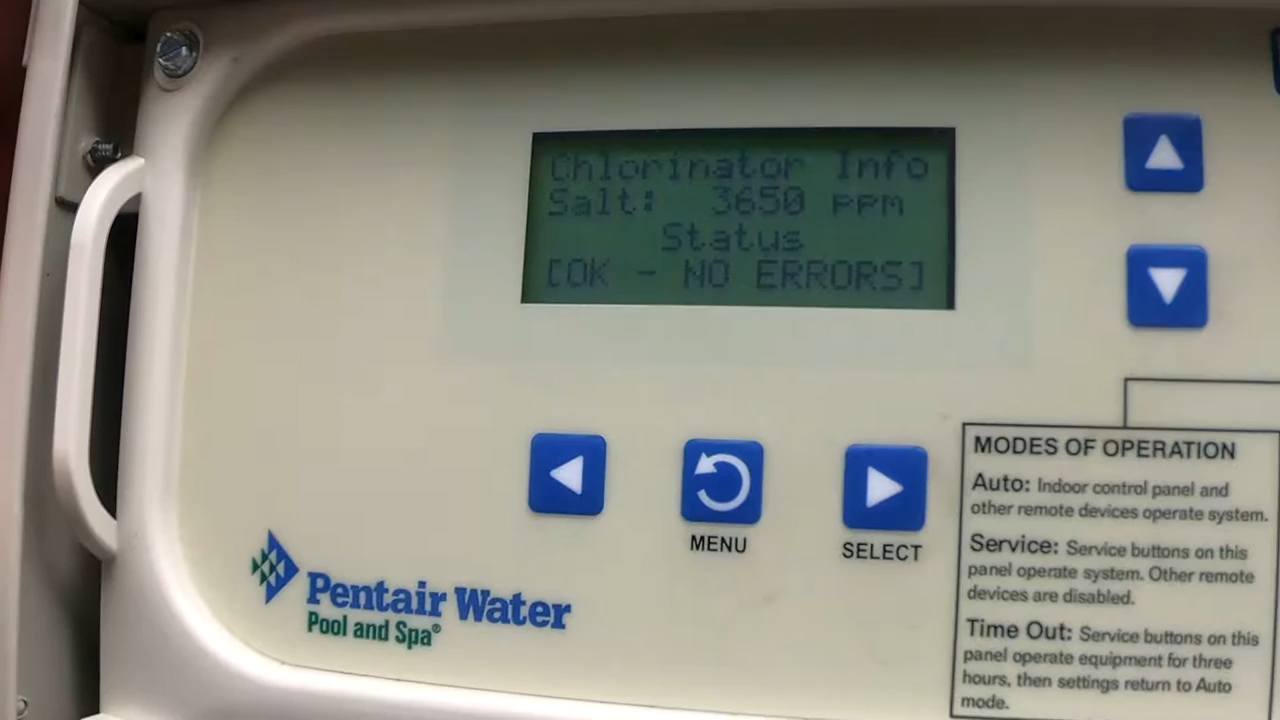 Chlorinator Info
Salt: 3650 ppm
Status
[OK - NO ERRORS]
MENU
SELECT
Pentair Water
Pool and Spa®
MODES OF OPERATION
Auto: Indoor control panel and
other remote devices operate system.
Service: Service buttons on this
panel operate system. Other remote
devices are disabled.
Time Out: Service buttons on this
panel operate equipment for three
hours, then settings return to Auto
mode.